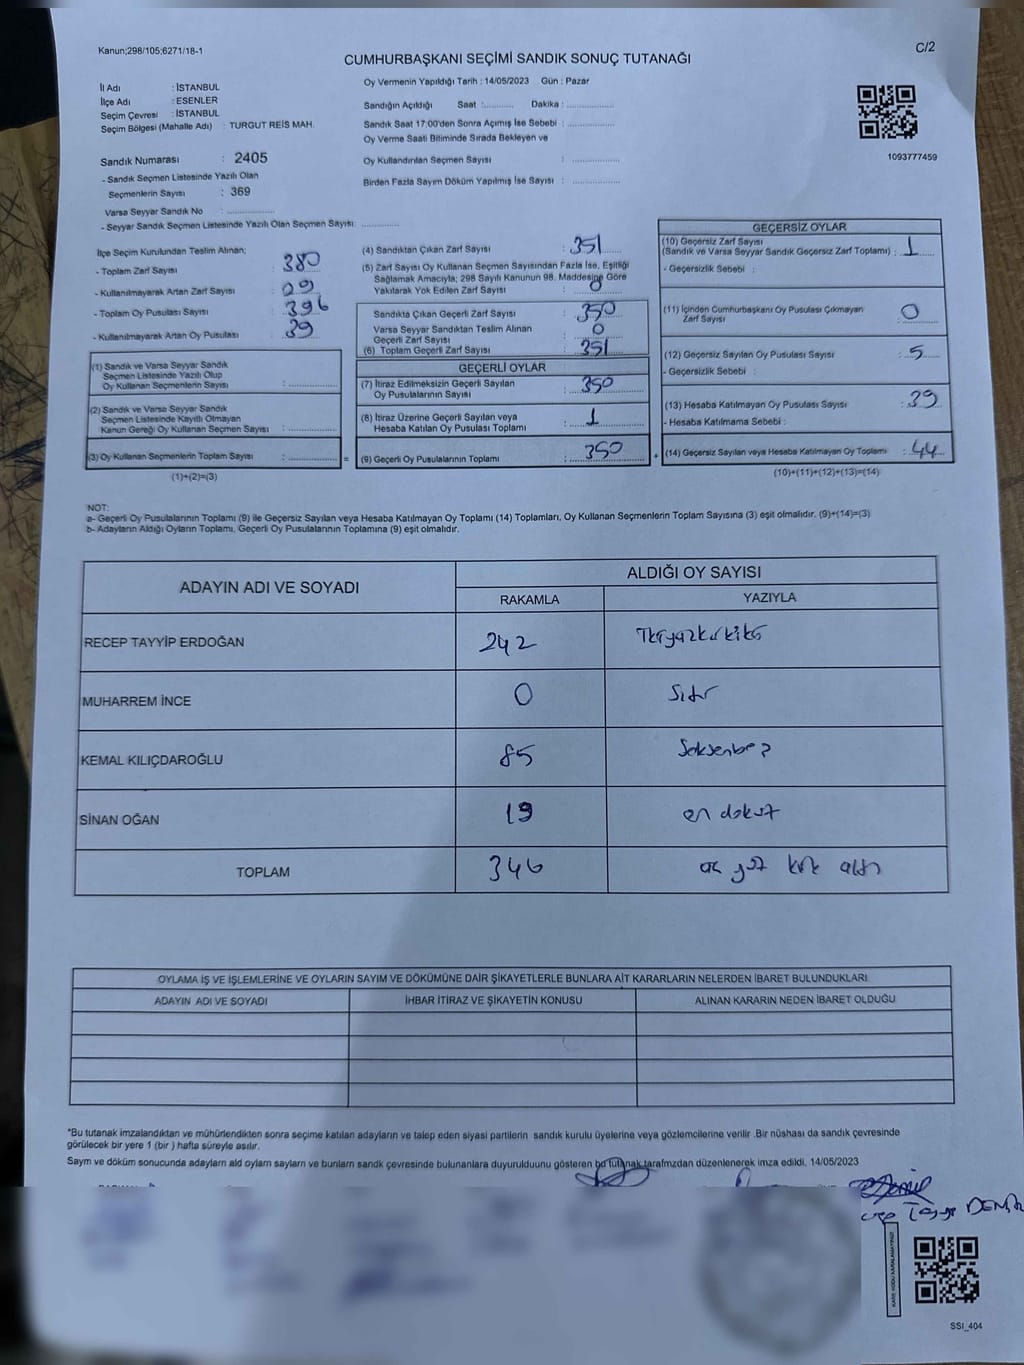 Kanun;298/105;6271/18-1
C/2
CUMHURBAŞKANI SEÇİMİ SANDIK SONUÇ TUTANAĞI
İl Adı : İSTANBUL
İlçe Adı : ESENLER
Seçim Çevresi : İSTANBUL
Seçim Bölgesi (Mahalle Adı) : TURGUT REİS MAH.
Sandık Numarası : 2405
- Sandık Seçmen Listesinde Yazılı Olan
Seçmenlerin Sayısı : 369
Varsa Seyyar Sandık No : ..............
- Seyyar Sandık Seçmen Listesinde Yazılı Olan Seçmen Sayısı: ............
Oy Vermenin Yapıldığı Tarih : 14/05/2023 Gün : Pazar
Sandığın Açıldığı Saat :.......... Dakika : ................
Sandık Saat 17:00'den Sonra Açımış İse Sebebi : ................
Oy Verme Saati Bitiminde Sırada Bekleyen ve
Oy Kullandırılan Seçmen Sayısı : ................
Birden Fazla Sayım Döküm Yapılmış İse Sayısı : ................
1093777459
İlçe Seçim Kurulundan Teslim Alınan;
- Toplam Zarf Sayısı : 380
- Kullanılmayarak Artan Zarf Sayısı : 29
- Toplam Oy Pusulası Sayısı : 396
- Kullanılmayarak Artan Oy Pusulası : 39
(1) Sandık ve Varsa Seyyar Sandık
Seçmen Listesinde Yazılı Olup
Oy Kullanan Seçmenlerin Sayısı : ................
(2) Sandık ve Varsa Seyyar Sandık
Seçmen Listesinde Kayıtlı Olmayan
Kanun Gereği Oy Kullanan Seçmen Sayısı : ................
(3) Oy Kullanan Seçmenlerin Toplam Sayısı : ................ =
(1)+(2)=(3)
(4) Sandıktan Çıkan Zarf Sayısı : 351
(5) Zarf Sayısı Oy Kullanan Seçmen Sayısından Fazla İse, Eşitliği
Sağlamak Amacıyla; 298 Sayılı Kanunun 98. Maddesine Göre
Yakılarak Yok Edilen Zarf Sayısı : 0
Sandıkta Çıkan Geçerli Zarf Sayısı : 350
Varsa Seyyar Sandıktan Teslim Alınan
Geçerli Zarf Sayısı : 0
(6) Toplam Geçerli Zarf Sayısı : 351
GEÇERLİ OYLAR
(7) İtiraz Edilmeksizin Geçerli Sayılan
Oy Pusulalarının Sayısı : 350
(8) İtiraz Üzerine Geçerli Sayılan veya
Hesaba Katılan Oy Pusulası Toplamı : 1
(9) Geçerli Oy Pusulalarının Toplamı : 350 +
GEÇERSİZ OYLAR
(10) Geçersiz Zarf Sayısı
(Sandık ve Varsa Seyyar Sandık Geçersiz Zarf Toplamı) : 1
- Geçersizlik Sebebi :
(11) İçinden Cumhurbaşkanı Oy Pusulası Çıkmayan
Zarf Sayısı : 0
(12) Geçersiz Sayılan Oy Pusulası Sayısı : 5
- Geçersizlik Sebebi :
(13) Hesaba Katılmayan Oy Pusulası Sayısı : 39
- Hesaba Katılmama Sebebi :
(14) Geçersiz Sayılan veya Hesaba Katılmayan Oy Toplamı : 44
(10)+(11)+(12)+(13)=(14)
NOT:
a- Geçerli Oy Pusulalarının Toplamı (9) ile Geçersiz Sayılan veya Hesaba Katılmayan Oy Toplamı (14) Toplamları, Oy Kullanan Seçmenlerin Toplam Sayısına (3) eşit olmalıdır. (9)+(14)=(3)
b- Adayların Aldığı Oyların Toplamı, Geçerli Oy Pusulalarının Toplamına (9) eşit olmalıdır.
ADAYIN ADI VE SOYADI
ALDIĞI OY SAYISI
RAKAMLA YAZIYLA
RECEP TAYYİP ERDOĞAN 242
MUHARREM İNCE 0 Sıfır
KEMAL KILIÇDAROĞLU 85 Seksenbeş
SİNAN OĞAN 19 on dokuz
TOPLAM 346 üç yüz kırk altı
OYLAMA İŞ VE İŞLEMLERİNE VE OYLARIN SAYIM VE DÖKÜMÜNE DAİR ŞİKAYETLERLE BUNLARA AİT KARARLARIN NELERDEN İBARET BULUNDUKLARI
ADAYIN ADI VE SOYADI İHBAR İTİRAZ VE ŞİKAYETİN KONUSU ALINAN KARARIN NEDEN İBARET OLDUĞU
*Bu tutanak imzalandıktan ve mühürlendikten sonra seçime katılan adayların ve talep eden siyasi partilerin sandık kurulu üyelerine veya gözlemcilerine verilir .Bir nüshası da sandık çevresinde
görülecek bir yere 1 (bir ) hafta süreyle asılır.
Saym ve döküm sonucunda adaylarn ald oylarn saylarn ve bunlarn sandk çevresinde bulunanlara duyurulduunu gösteren bu tutanak tarafmzdan düzenlenerek imza edildi. 14/05/2023
SSI_404